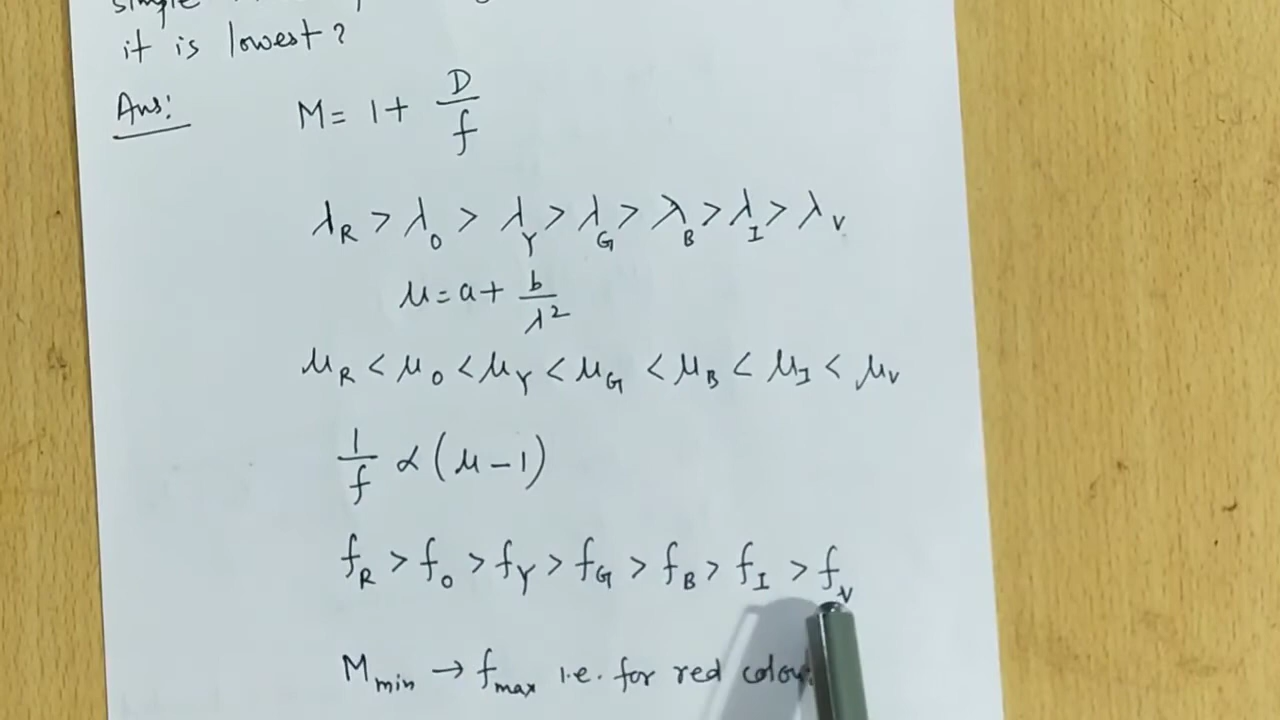 simple
it is lowest?
Ans:
M = 1 + D/f
λR > λO > λY > λG > λB > λI > λV
μ = a + b/λ²
μR < μO < μY < μG < μB < μI < μV
1/f ∝ (μ - 1)
fR > fO > fY > fG > fB > fI > fV
Mmin → fmax i.e. for red